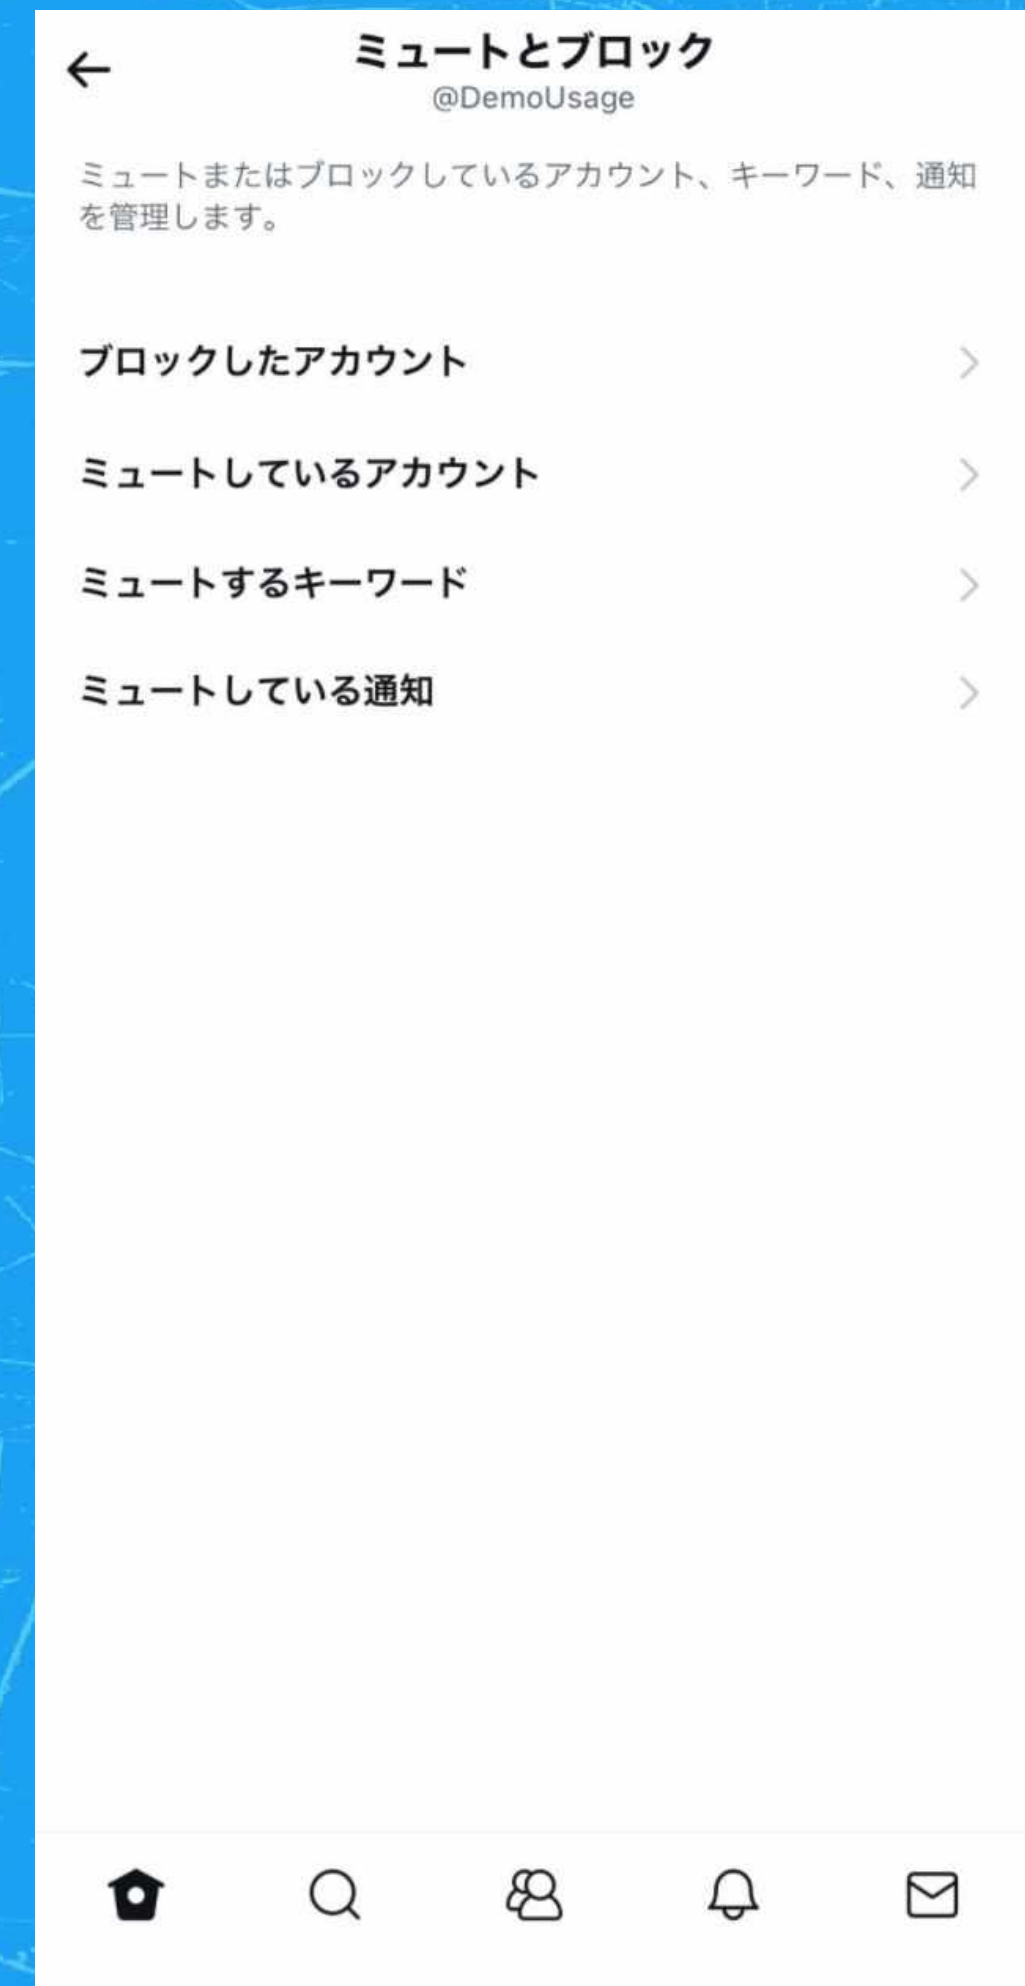 ミュートとブロック
@DemoUsage
ミュートまたはブロックしているアカウント、キーワード、通知
を管理します。
ブロックしたアカウント
ミュートしているアカウント
ミュートするキーワード
ミュートしている通知